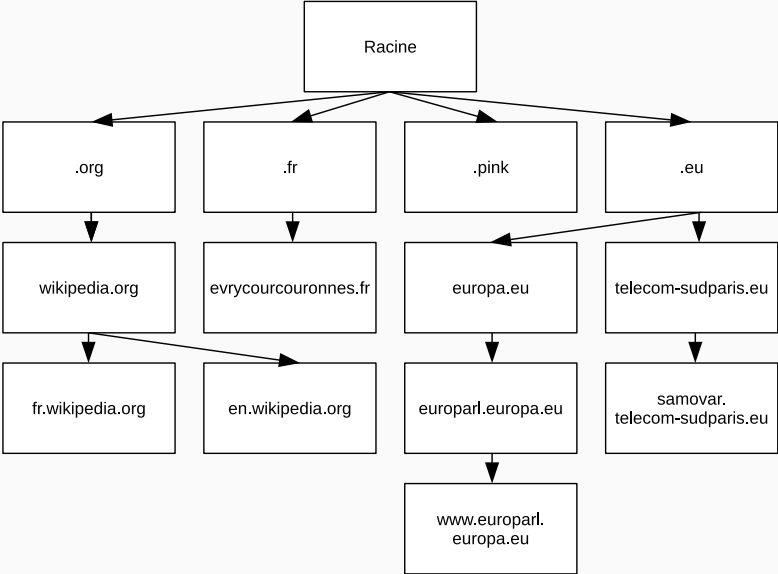 Racine
.org
.fr
.pink
.eu
wikipedia.org
evrycourcouronnes.fr
europa.eu
telecom-sudparis.eu
fr.wikipedia.org
en.wikipedia.org
europarl.europa.eu
samovar.
telecom-sudparis.eu
www.europarl.
europa.eu